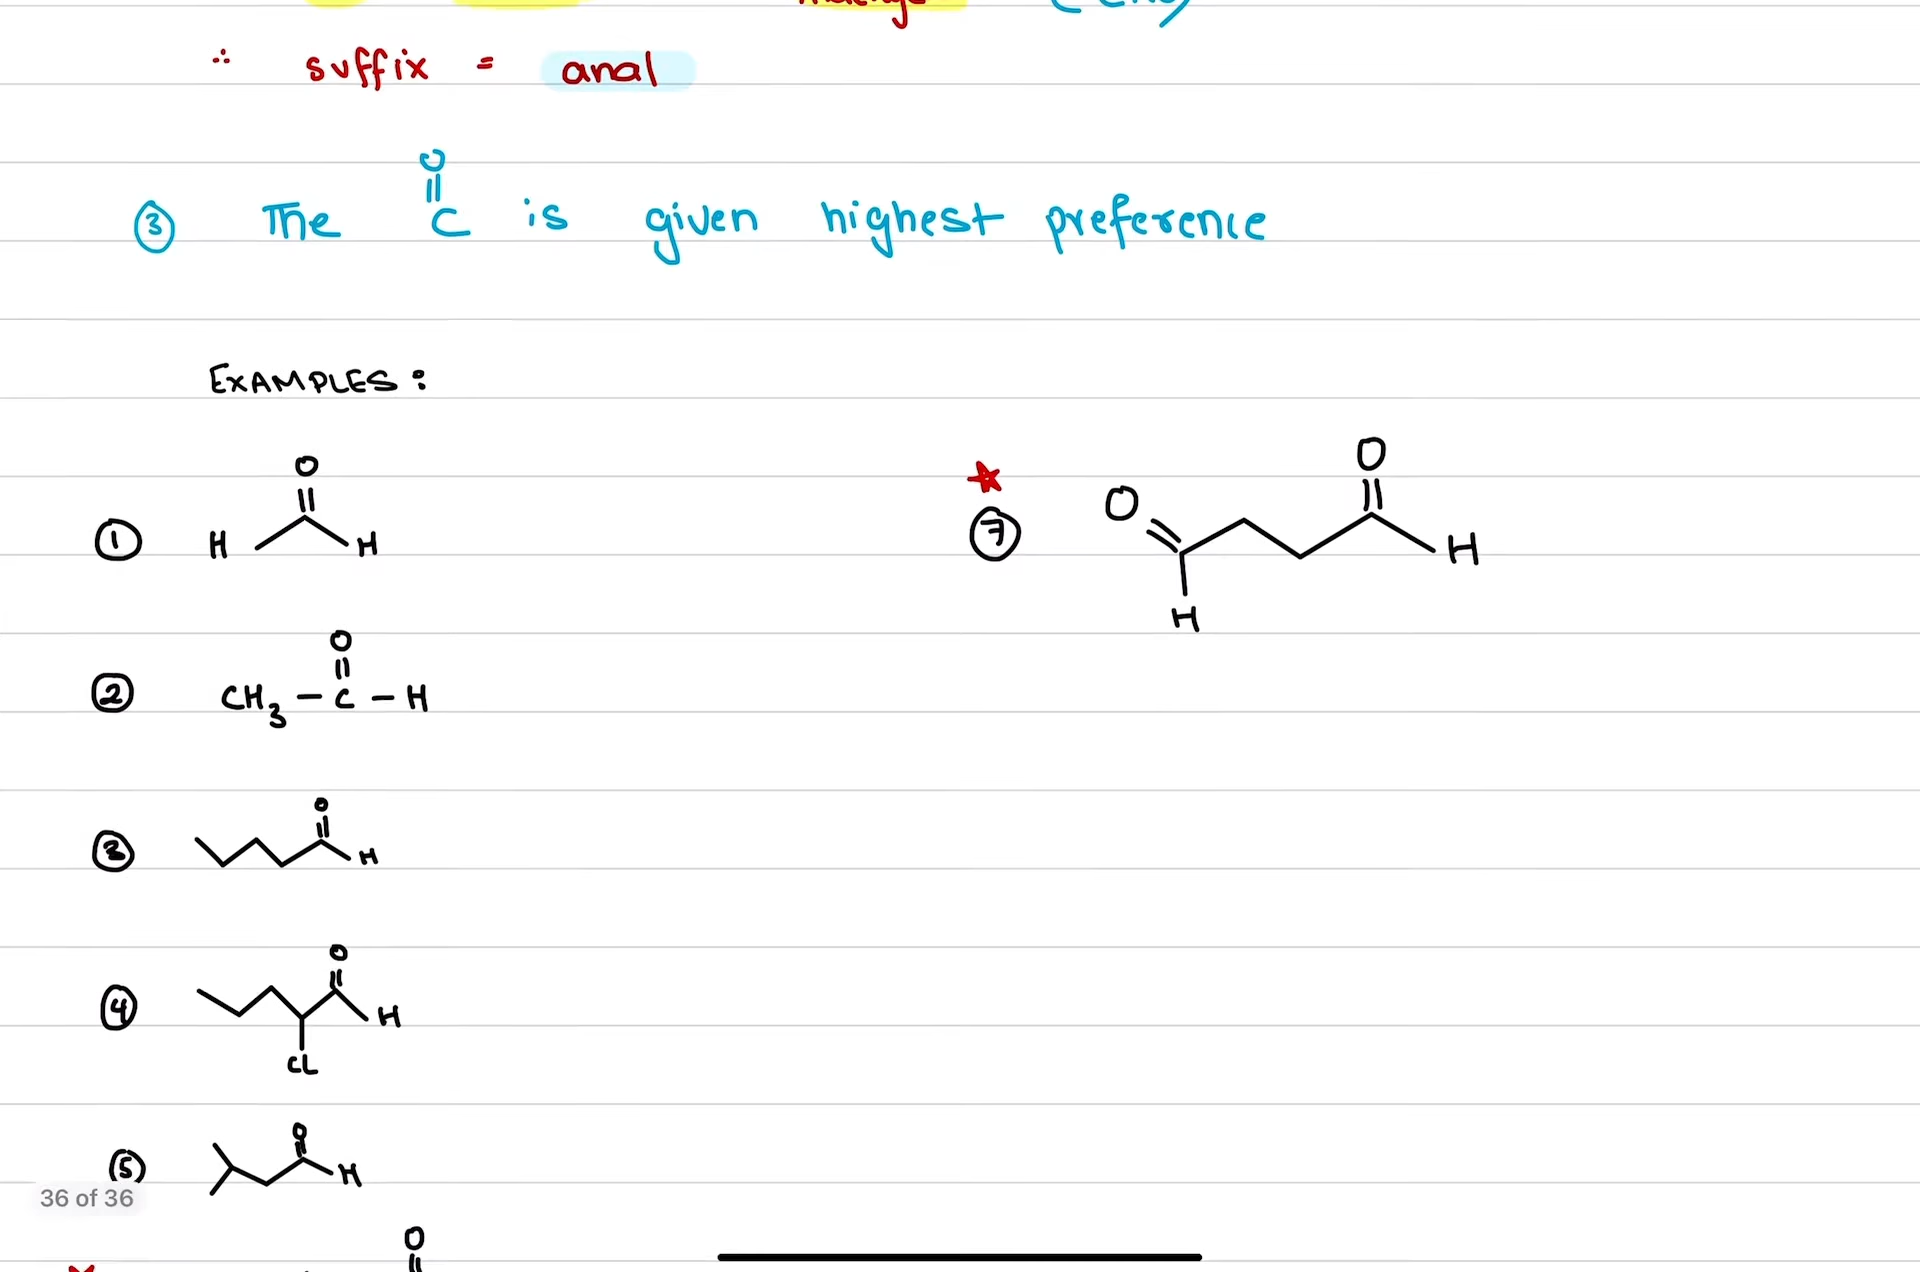 ∴ suffix = anal
O
||
③ The C is given highest preference
EXAMPLES:
O
||
① H H
O
||
② CH₃ - C - H
O
||
③ H
O
||
④ H
CL
O
||
⑤ H
36 of 36
O
||
★
⑦ O O
||
H
H